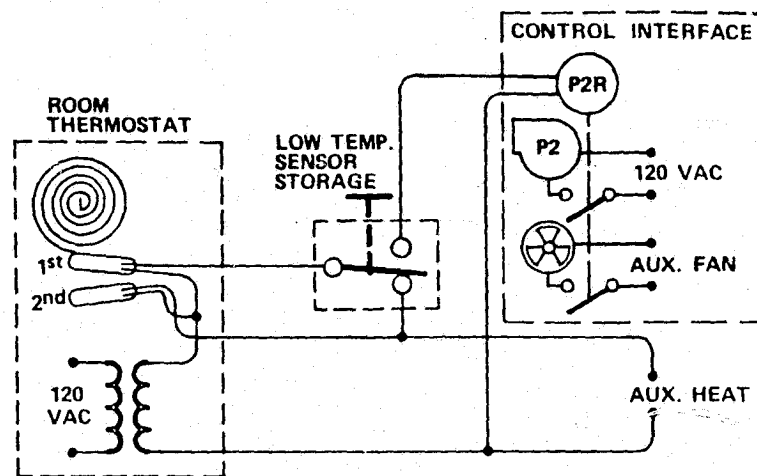 CONTROL INTERFACE
P2R
ROOM
THERMOSTAT
LOW TEMP.
SENSOR
STORAGE
P2
120 VAC
1st
2nd
AUX. FAN
120
VAC
AUX. HEAT